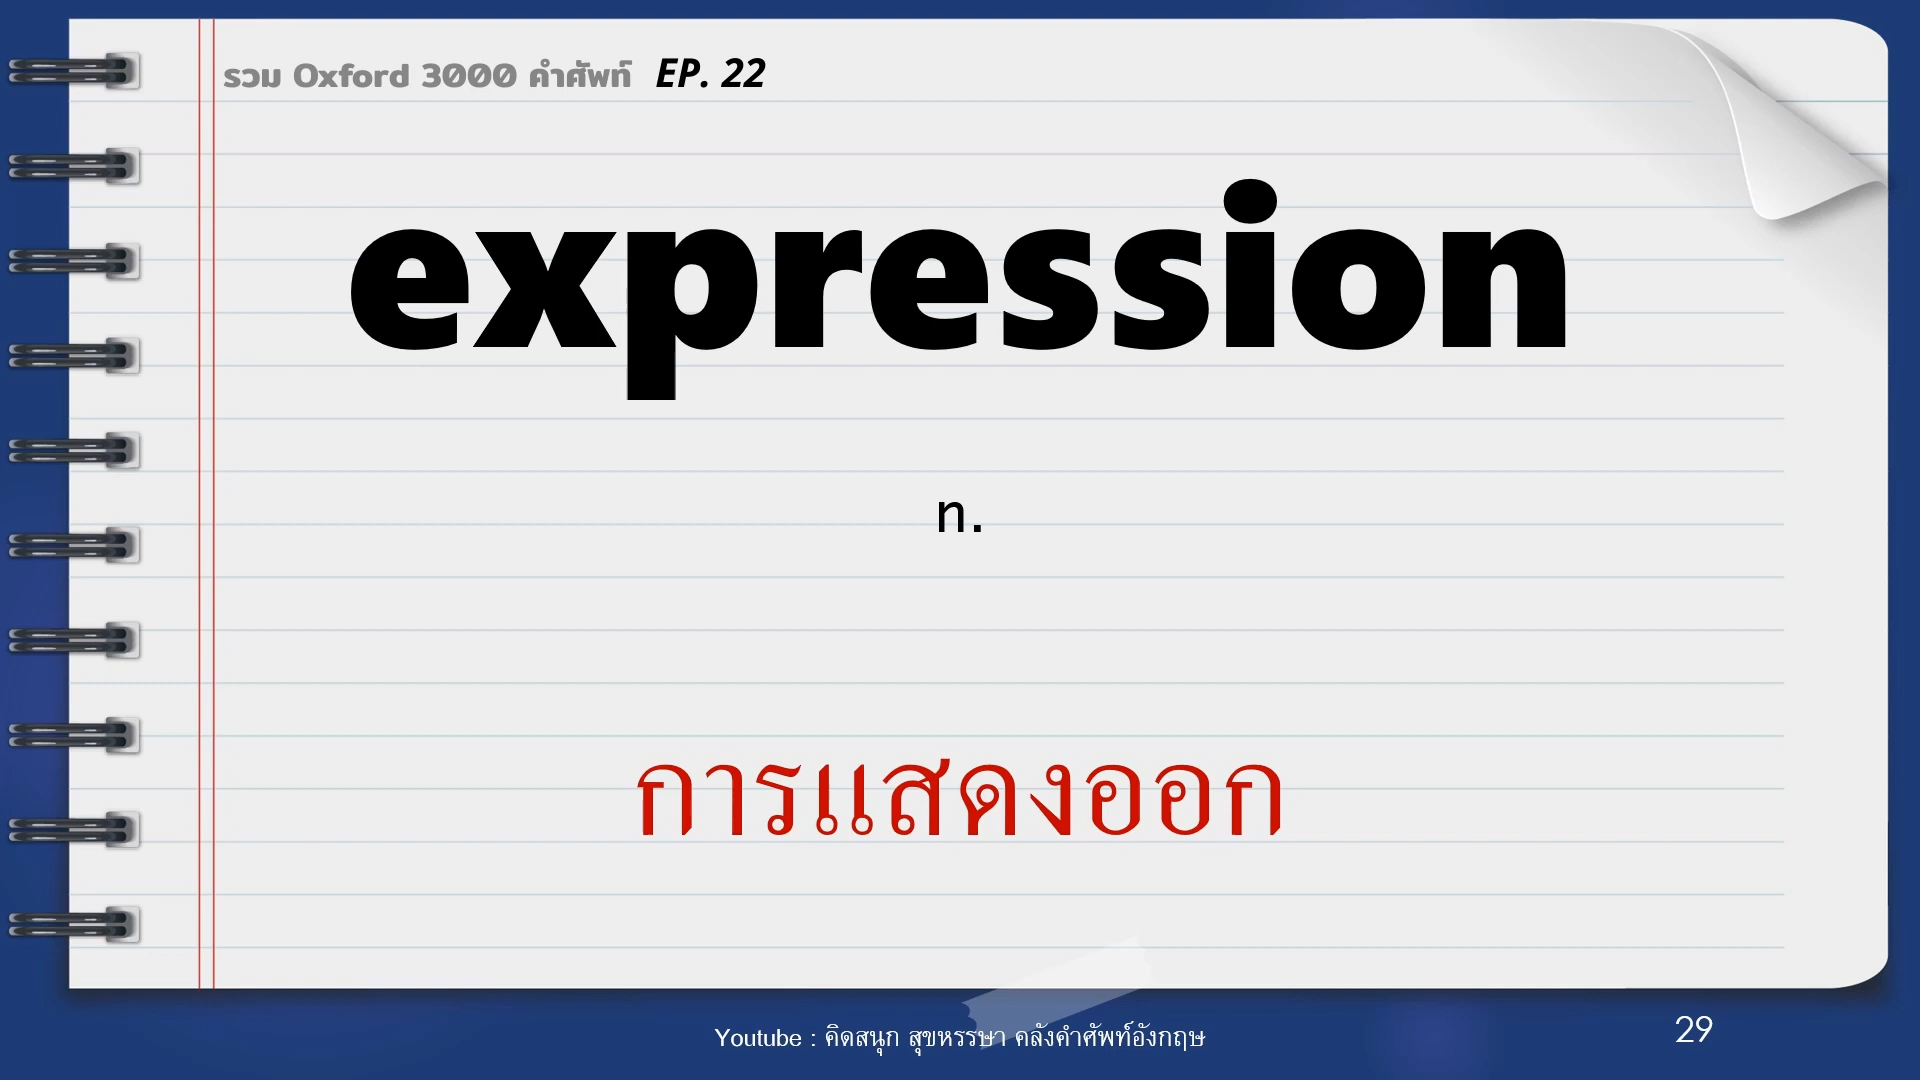 รวม Oxford 3000 คำศัพท์ EP. 22
expression
n.
การแสดงออก
Youtube : คิดสนุก สุขหรรษา คลังคำศัพท์อังกฤษ
29